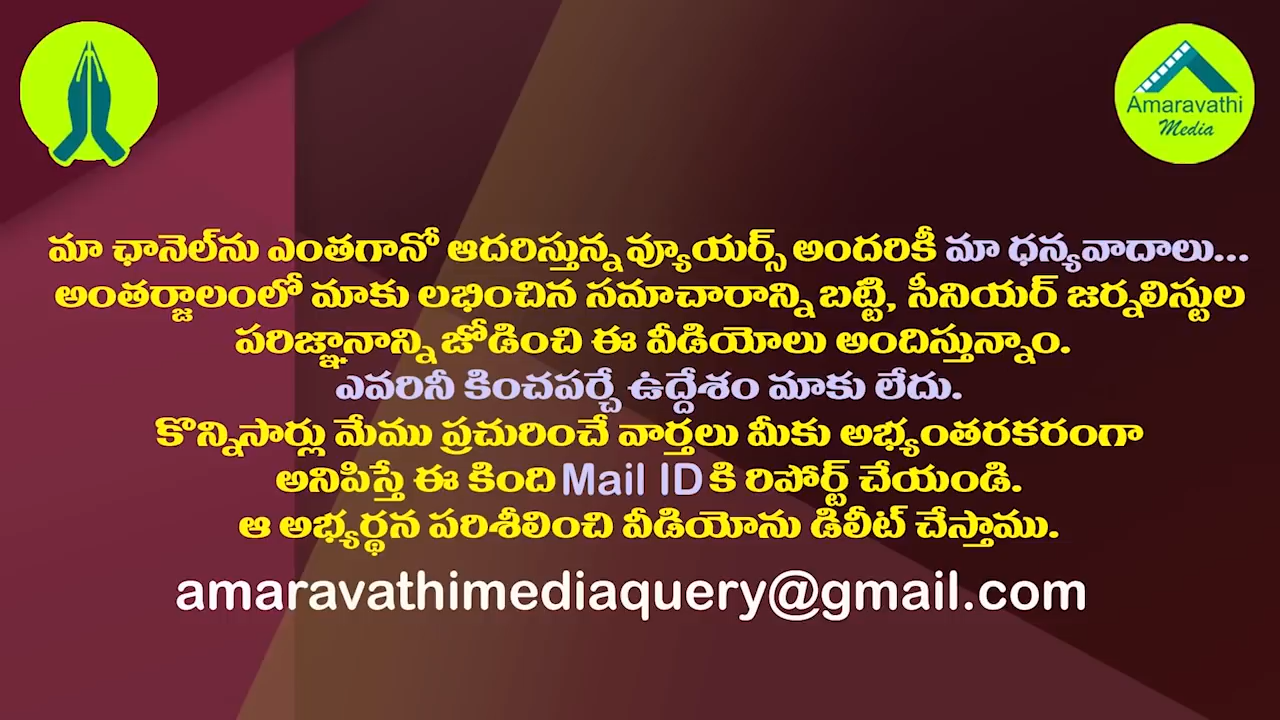 Amaravathi
Media
మా ఛానెల్‌ను ఎంతగానో ఆదరిస్తున్న వ్యూయర్స్ అందరికీ మా ధన్యవాదాలు...
అంతర్జాలంలో మాకు లభించిన సమాచారాన్ని బట్టి, సీనియర్ జర్నలిస్టుల
పరిజ్ఞానాన్ని జోడించి ఈ వీడియోలు అందిస్తున్నాం.
ఎవరినీ కించపర్చే ఉద్దేశం మాకు లేదు.
కొన్నిసార్లు మేము ప్రచురించే వార్తలు మీకు అభ్యంతరకరంగా
అనిపిస్తే ఈ కింది Mail ID కి రిపోర్ట్ చేయండి.
ఆ అభ్యర్థన పరిశీలించి వీడియోను డిలీట్ చేస్తాము.
amaravathimediaquery@gmail.com